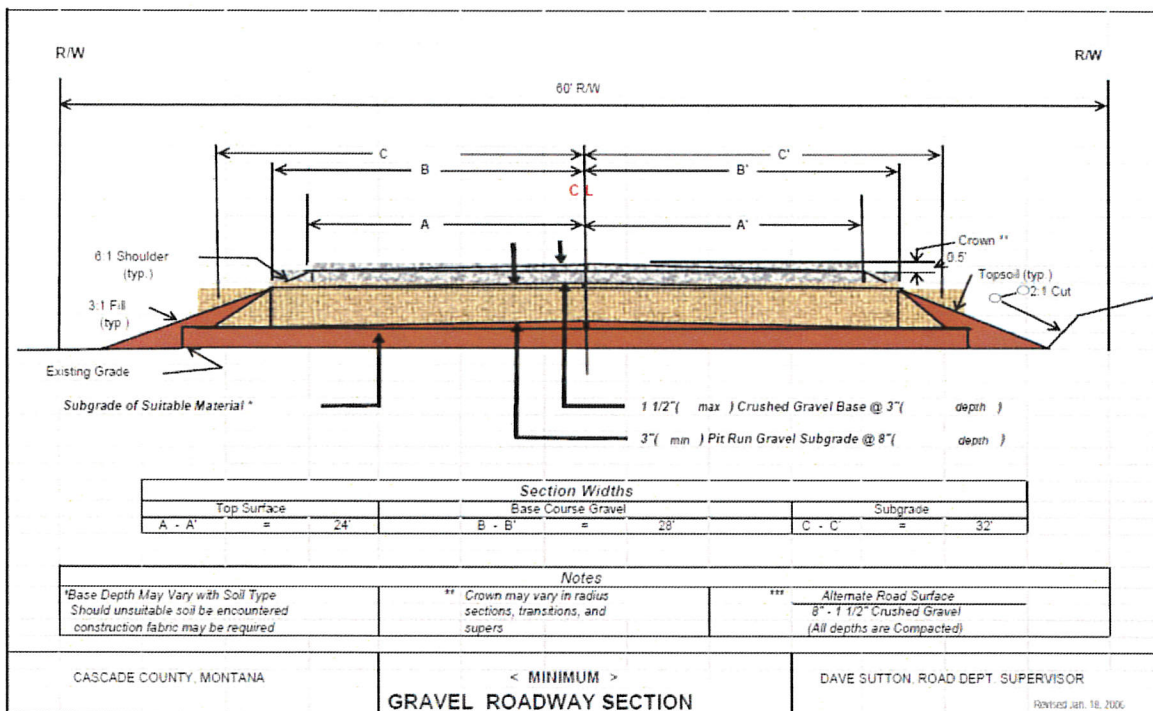 R/W
R/W
60' R/W
C
C'
B
B'
C L
A
A'
6:1 Shoulder
(typ.)
Crown **
0.5'
Topsoil (typ.)
2:1 Cut
3:1 Fill
(typ.)
Existing Grade
Subgrade of Suitable Material *
1 1/2"( max ) Crushed Gravel Base @ 3"( depth )
3"( min ) Pit Run Gravel Subgrade @ 8"( depth )
Section Widths
Top Surface Base Course Gravel Subgrade
A - A' = 24' B - B' = 28' C - C' = 32'
Notes
*Base Depth May Vary with Soil Type
Should unsuitable soil be encountered
construction fabric may be required
** Crown may vary in radius
sections, transitions, and
supers
*** Alternate Road Surface
8" - 1 1/2" Crushed Gravel
(All depths are Compacted)
CASCADE COUNTY, MONTANA
< MINIMUM >
GRAVEL ROADWAY SECTION
DAVE SUTTON, ROAD DEPT. SUPERVISOR
Revised Jan. 18, 2006